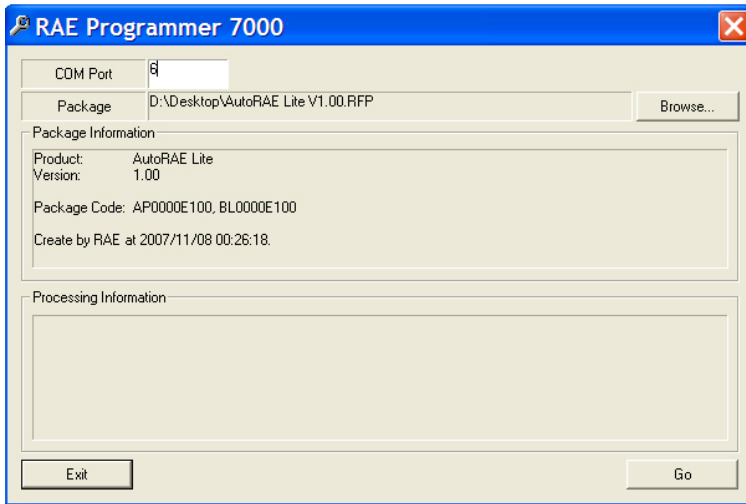 RAE Programmer 7000
COM Port 6
Package D:\Desktop\AutoRAE Lite V1.00.RFP Browse...
Package Information
Product: AutoRAE Lite
Version: 1.00
Package Code: AP0000E100, BL0000E100
Create by RAE at 2007/11/08 00:26:18.
Processing Information
Exit Go